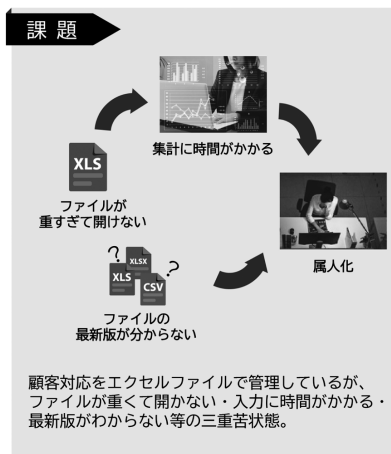 課題
集計に時間がかかる
XLS
ファイルが
重すぎて開けない
属人化
?
?
XLSX
XLS
CSV
ファイルの
最新版が分からない
顧客対応をエクセルファイルで管理しているが、
ファイルが重くて開かない・入力に時間がかかる・
最新版がわからない等の三重苦状態。